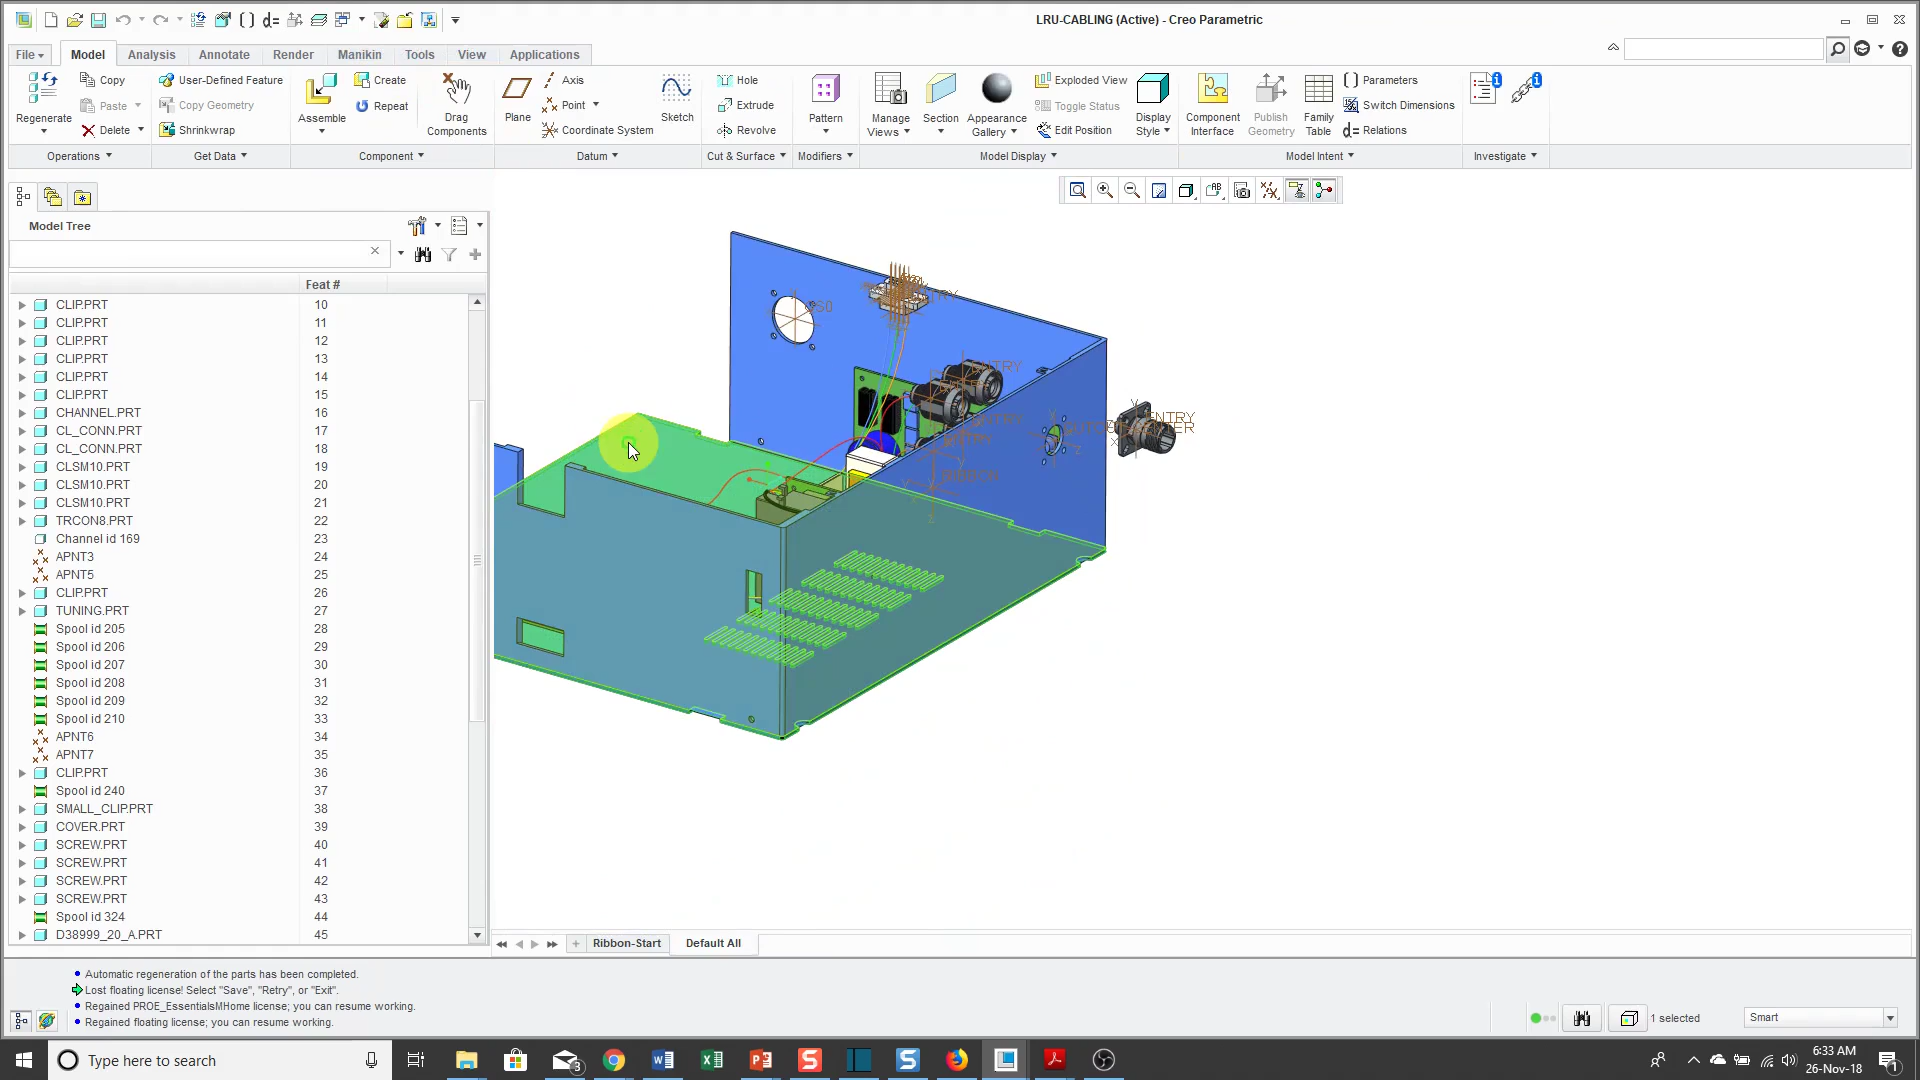 LRU-CABLING (Active) - Creo Parametric
File
Model
Analysis
Annotate
Render
Manikin
Tools
View
Applications
Regenerate
Copy
Paste
Delete
User-Defined Feature
Copy Geometry
Shrinkwrap
Assemble
Create
Repeat
Drag Components
Plane
Axis
Point
Coordinate System
Sketch
Hole
Extrude
Revolve
Pattern
Manage Views
Section
Appearance Gallery
Exploded View
Toggle Status
Edit Position
Display Style
Component Interface
Publish Geometry
Family Table
Parameters
Switch Dimensions
d= Relations
Operations
Get Data
Component
Datum
Cut & Surface
Modifiers
Model Display
Model Intent
Investigate
Model Tree
Feat #
CLIP.PRT 10
CLIP.PRT 11
CLIP.PRT 12
CLIP.PRT 13
CLIP.PRT 14
CLIP.PRT 15
CHANNEL.PRT 16
CL_CONN.PRT 17
CL_CONN.PRT 18
CLSM10.PRT 19
CLSM10.PRT 20
CLSM10.PRT 21
TRCON8.PRT 22
Channel id 169 23
APNT3 24
APNT5 25
CLIP.PRT 26
TUNING.PRT 27
Spool id 205 28
Spool id 206 29
Spool id 207 30
Spool id 208 31
Spool id 209 32
Spool id 210 33
APNT6 34
APNT7 35
CLIP.PRT 36
Spool id 240 37
SMALL_CLIP.PRT 38
COVER.PRT 39
SCREW.PRT 40
SCREW.PRT 41
SCREW.PRT 42
SCREW.PRT 43
Spool id 324 44
D38999_20_A.PRT 45
ENTRY
ENTRY
ENTRY
RIBBON
Ribbon-Start
Default All
Automatic regeneration of the parts has been completed.
Lost floating license! Select "Save", "Retry", or "Exit".
Regained PROE_EssentialsMHome license; you can resume working.
Regained floating license; you can resume working.
1 selected
Smart
Type here to search
3
6:33 AM
26-Nov-18
1